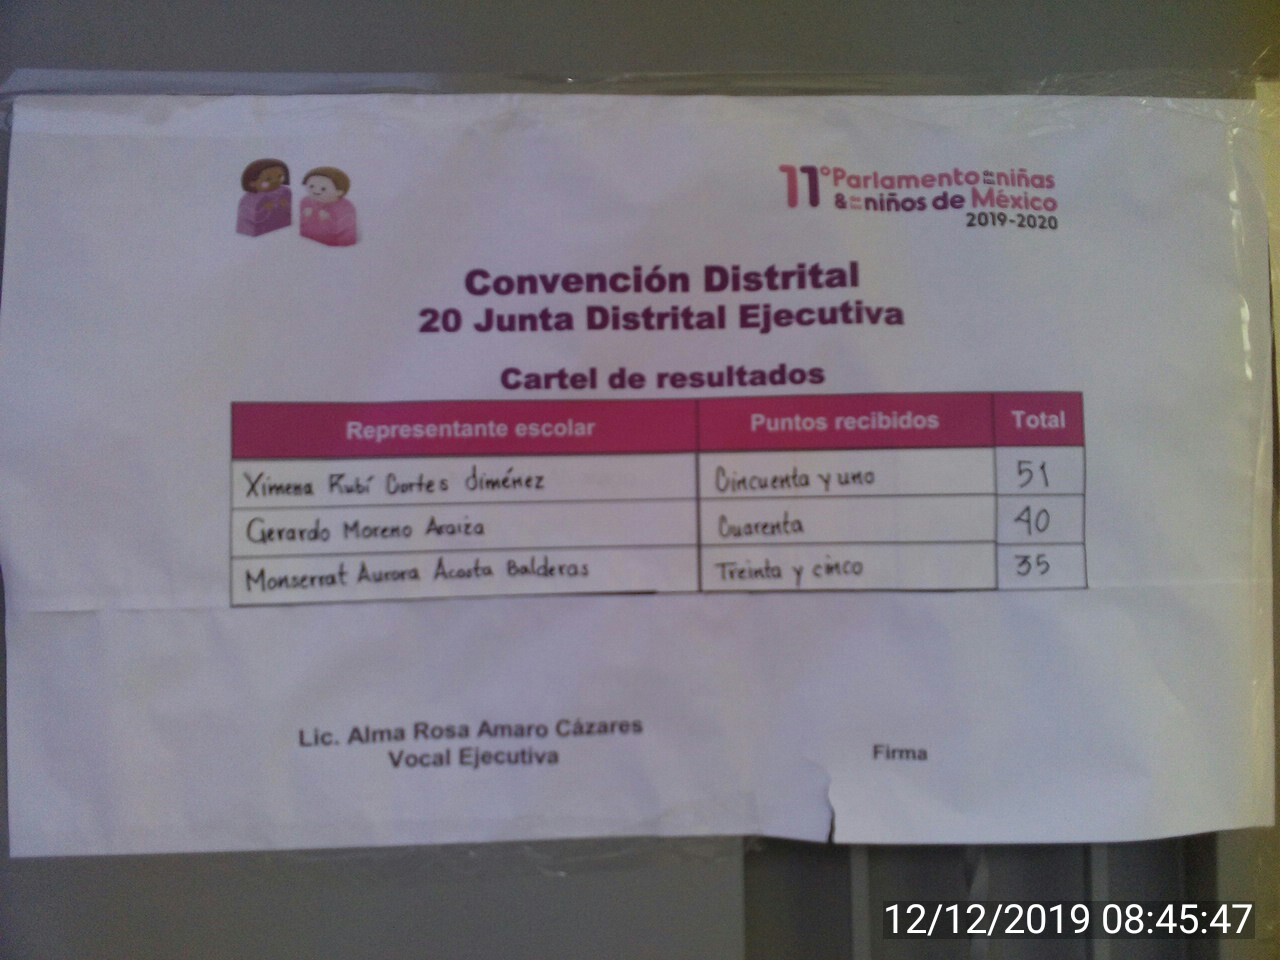 11° Parlamento de las niñas
& de los niños de México
2019-2020
Convención Distrital
20 Junta Distrital Ejecutiva
Cartel de resultados
Representante escolar Puntos recibidos Total
Ximena Rubí Cortes Jiménez Cincuenta y uno 51
Gerardo Moreno Araiza Cuarenta 40
Monserrat Aurora Acosta Balderas Treinta y cinco 35
Lic. Alma Rosa Amaro Cázares
Vocal Ejecutiva
Firma
12/12/2019 08:45:47